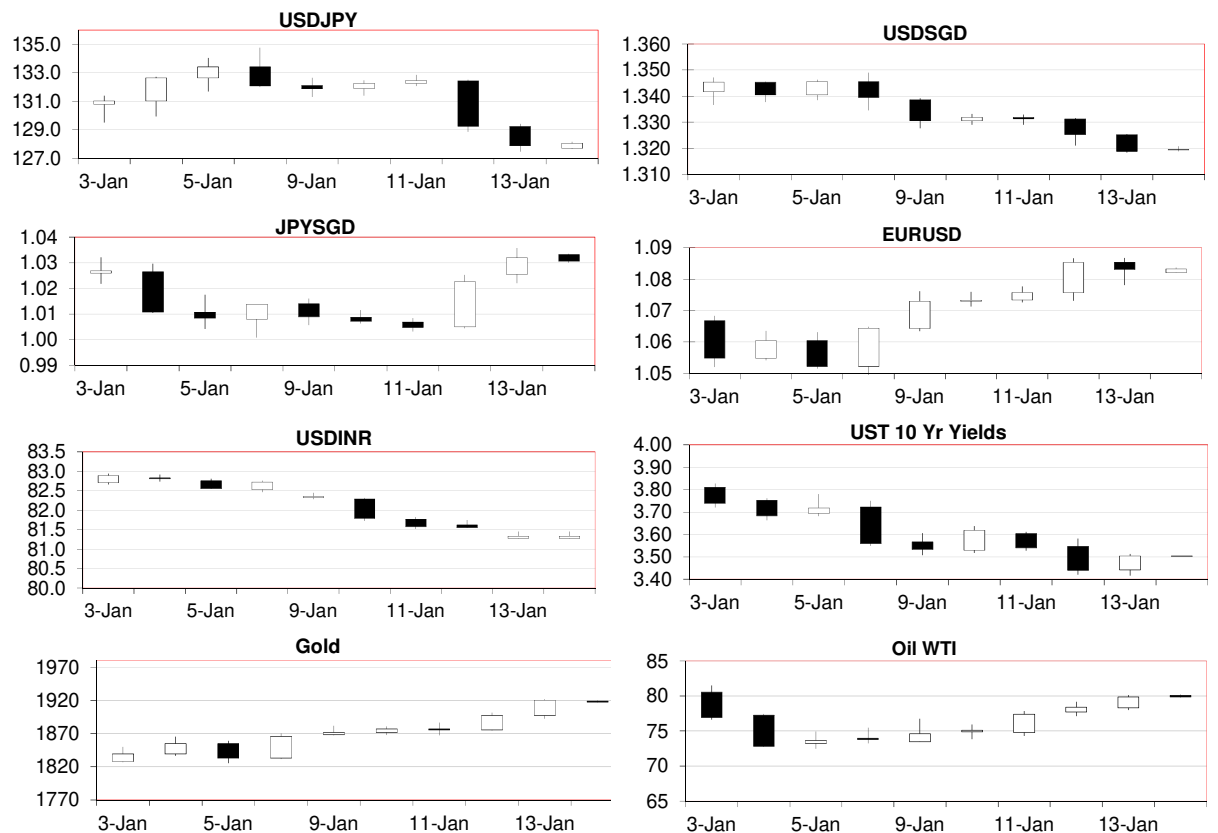 USDJPY
135.0
133.0
131.0
129.0
127.0
3-Jan 5-Jan 9-Jan 11-Jan 13-Jan
USDSGD
1.360
1.350
1.340
1.330
1.320
1.310
3-Jan 5-Jan 9-Jan 11-Jan 13-Jan
JPYSGD
1.04
1.03
1.02
1.01
1.00
0.99
3-Jan 5-Jan 9-Jan 11-Jan 13-Jan
EURUSD
1.09
1.08
1.07
1.06
1.05
3-Jan 5-Jan 9-Jan 11-Jan 13-Jan
USDINR
83.5
83.0
82.5
82.0
81.5
81.0
80.5
80.0
3-Jan 5-Jan 9-Jan 11-Jan 13-Jan
UST 10 Yr Yields
4.00
3.90
3.80
3.70
3.60
3.50
3.40
3-Jan 5-Jan 9-Jan 11-Jan 13-Jan
Gold
1970
1920
1870
1820
1770
3-Jan 5-Jan 9-Jan 11-Jan 13-Jan
Oil WTI
85
80
75
70
65
3-Jan 5-Jan 9-Jan 11-Jan 13-Jan